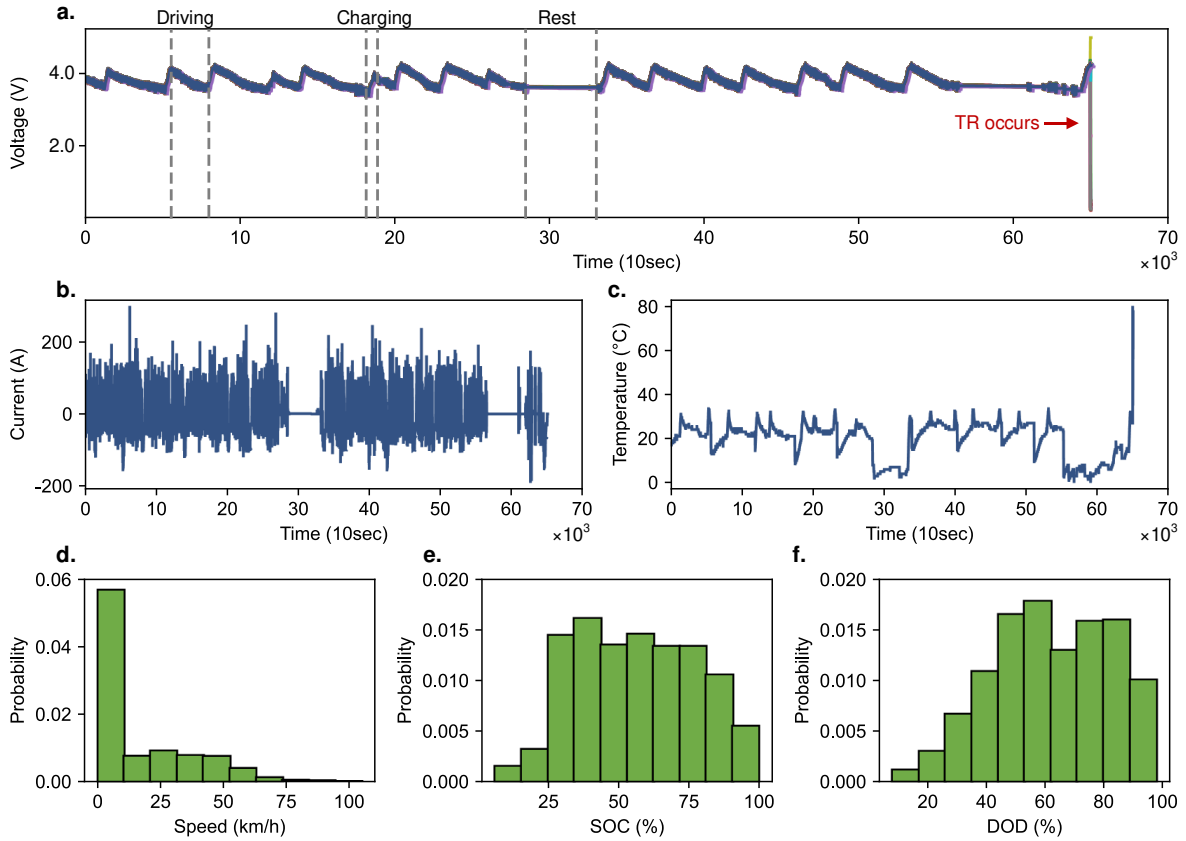 a.
Driving Charging Rest
Voltage (V)
4.0
2.0
TR occurs
0 10 20 30 40 50 60 70
Time (10sec)
×10³
b.
Current (A)
200
0
-200
0 10 20 30 40 50 60 70
Time (10sec)
×10³
c.
Temperature (°C)
80
60
40
20
0
0 10 20 30 40 50 60 70
Time (10sec)
×10³
d.
Probability
0.06
0.04
0.02
0.00
0 25 50 75 100
Speed (km/h)
e.
Probability
0.020
0.015
0.010
0.005
0.000
25 50 75 100
SOC (%)
f.
Probability
0.020
0.015
0.010
0.005
0.000
20 40 60 80 100
DOD (%)